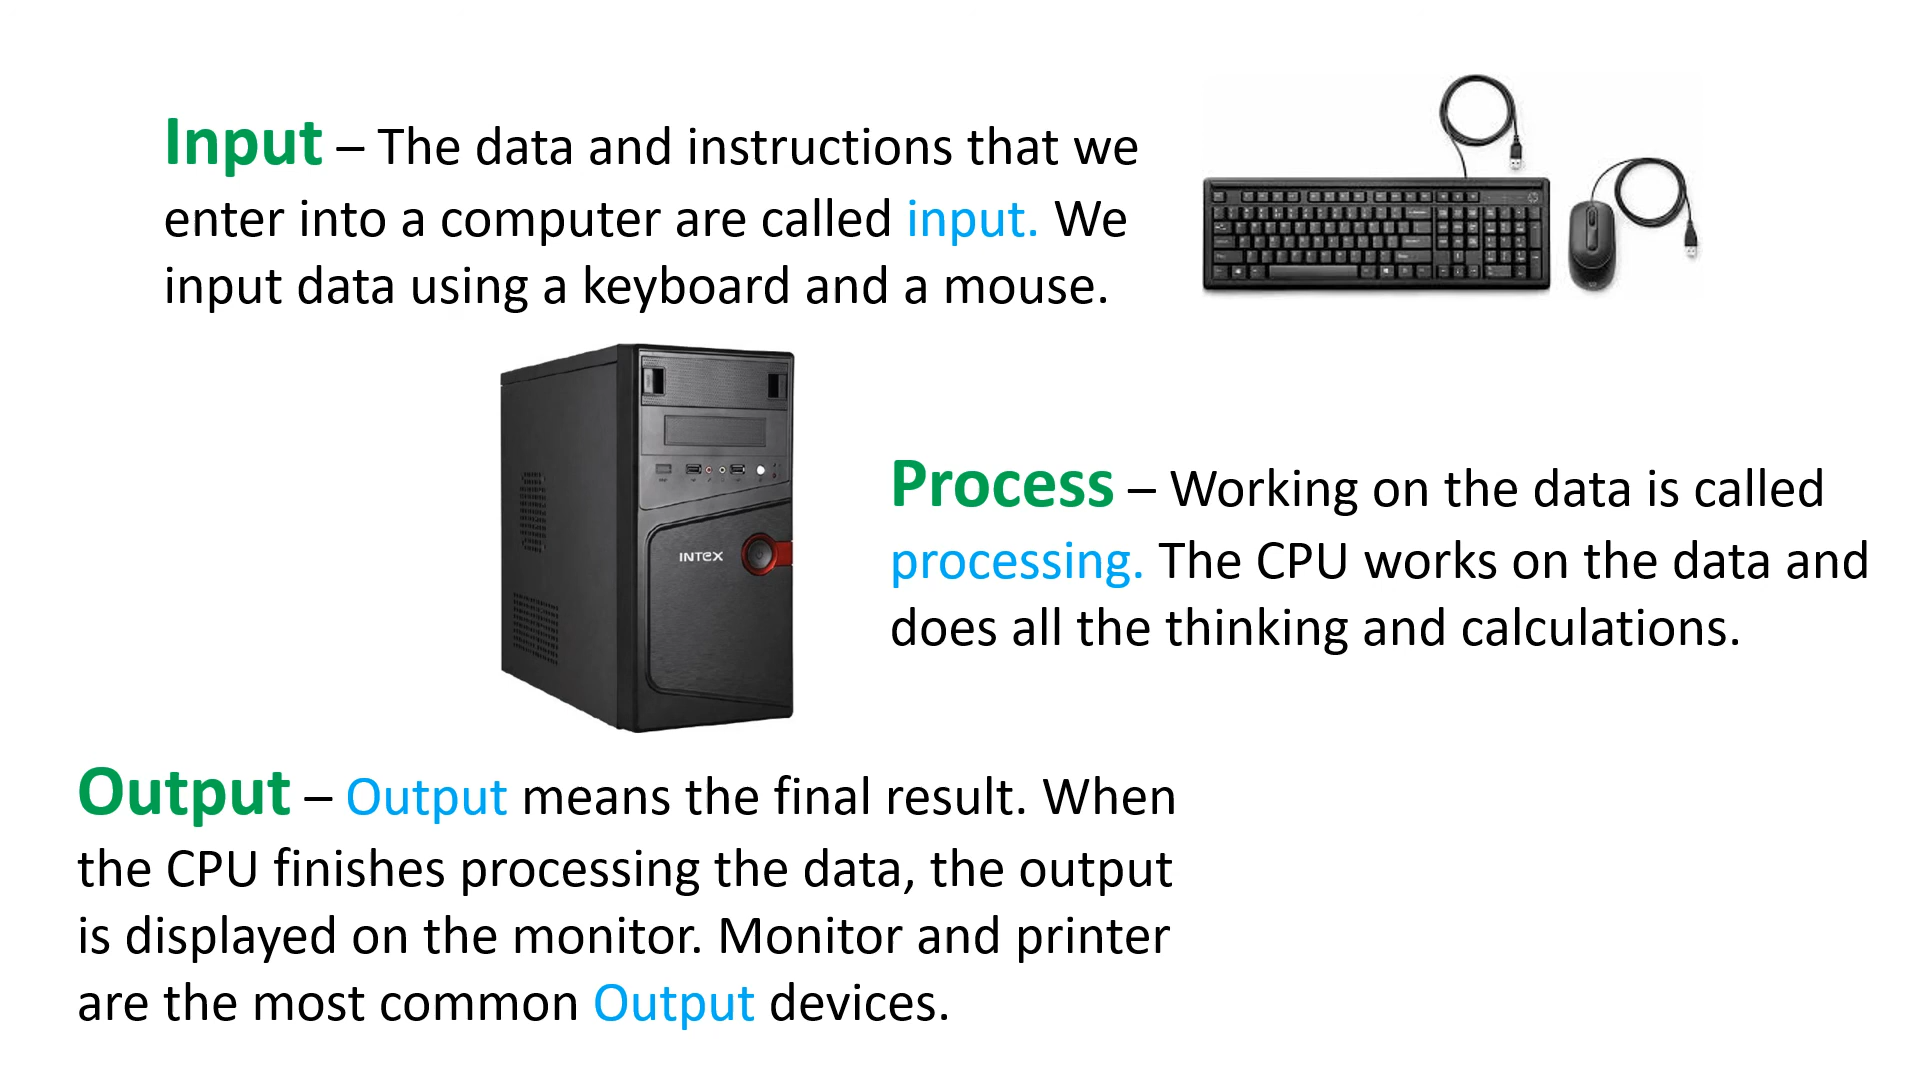 Input – The data and instructions that we
enter into a computer are called input. We
input data using a keyboard and a mouse.
INTEX
Process – Working on the data is called
processing. The CPU works on the data and
does all the thinking and calculations.
Output – Output means the final result. When
the CPU finishes processing the data, the output
is displayed on the monitor. Monitor and printer
are the most common Output devices.